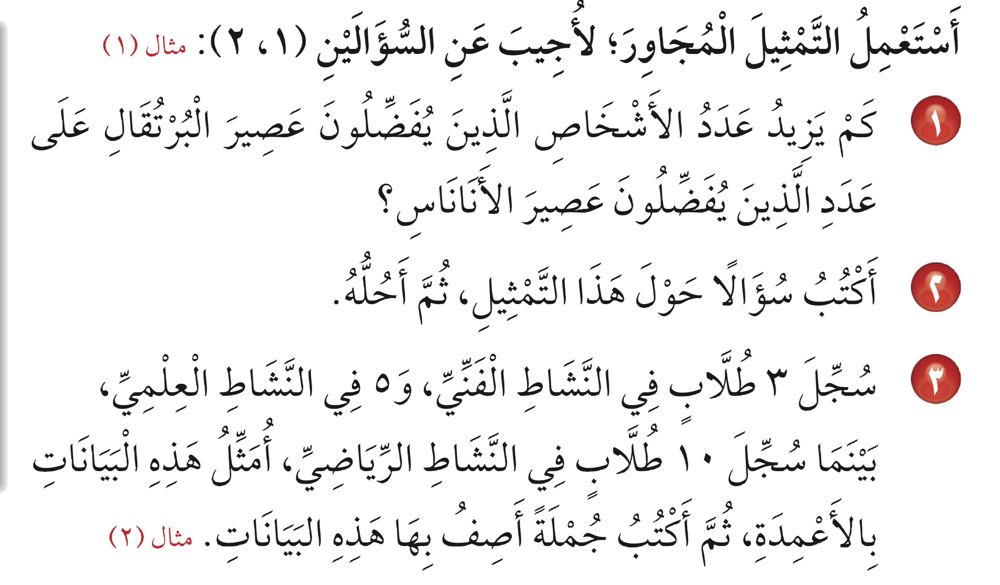 أَسْتَعْمِلُ التَّمْثِيلَ الْمُجَاوِرَ؛ لأُجِيبَ عَنِ السُّؤَالَيْنِ (١، ٢): مثال (١)
١ كَمْ يَزِيدُ عَدَدُ الأَشْخَاصِ الَّذِينَ يُفَضِّلُونَ عَصِيرَ الْبُرْتُقَالِ عَلَى
عَدَدِ الَّذِينَ يُفَضِّلُونَ عَصِيرَ الأَنَانَاسِ؟
٢ أَكْتُبُ سُؤَالًا حَوْلَ هَذَا التَّمْثِيلِ، ثُمَّ أَحُلُّهُ.
٣ سُجِّلَ ٣ طُلَّابٍ فِي النَّشَاطِ الْفَنِّيِّ، وَ ٥ فِي النَّشَاطِ الْعِلْمِيِّ،
بَيْنَمَا سُجِّلَ ١٠ طُلَّابٍ فِي النَّشَاطِ الرِّيَاضِيِّ، أُمَثِّلُ هَذِهِ الْبَيَانَاتِ
بِالأَعْمِدَةِ، ثُمَّ أَكْتُبُ جُمْلَةً أَصِفُ بِهَا هَذِهِ البَيَانَاتِ. مثال (٢)